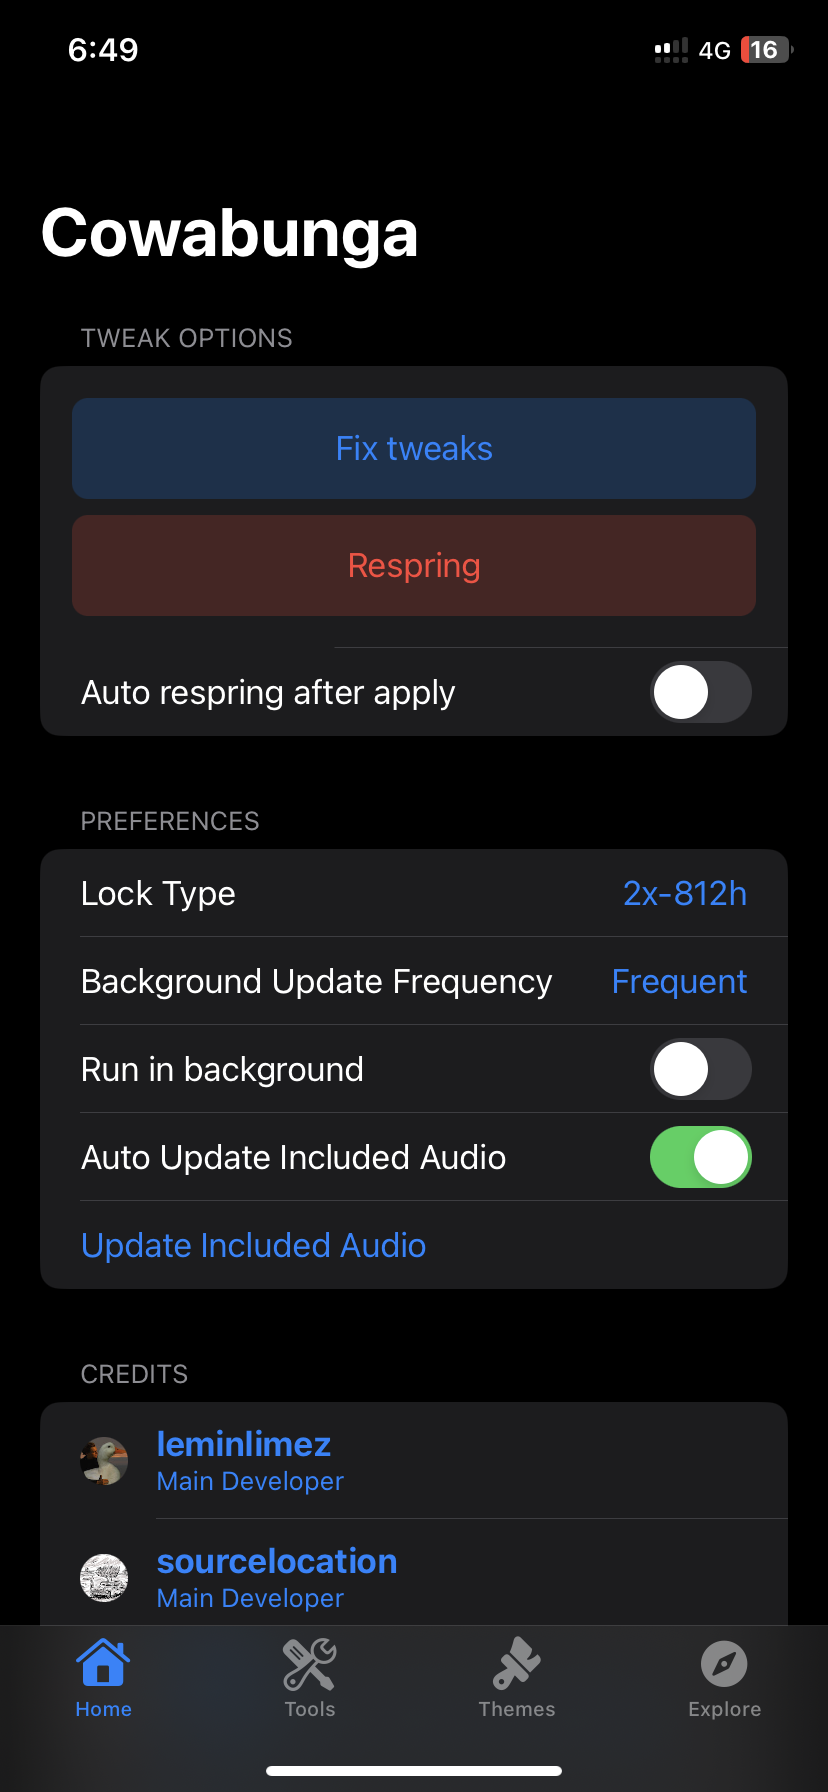 6:49
4G 16
Cowabunga
TWEAK OPTIONS
Fix tweaks
Respring
Auto respring after apply
PREFERENCES
Lock Type 2x-812h
Background Update Frequency Frequent
Run in background
Auto Update Included Audio
Update Included Audio
CREDITS
leminlimez
Main Developer
sourcelocation
Main Developer
Home Tools Themes Explore